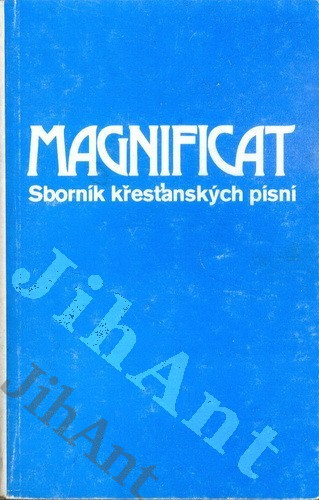 MAGNIFICAT
Sborník křesťanských písní
JihAnt
JihAnt